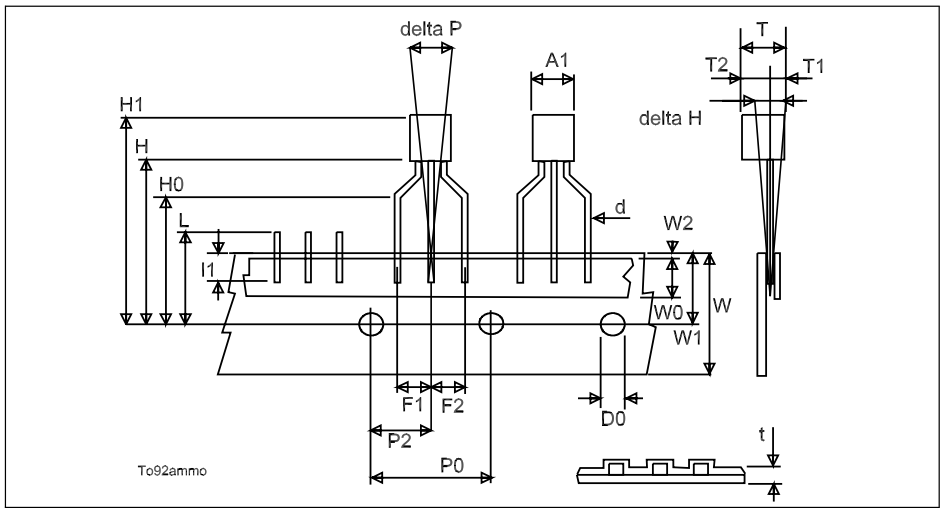 delta P
A1
T
T2
T1
delta H
H1
H
H0
L
I1
d
W2
W0
W
W1
F1
F2
D0
P2
P0
t
To92ammo